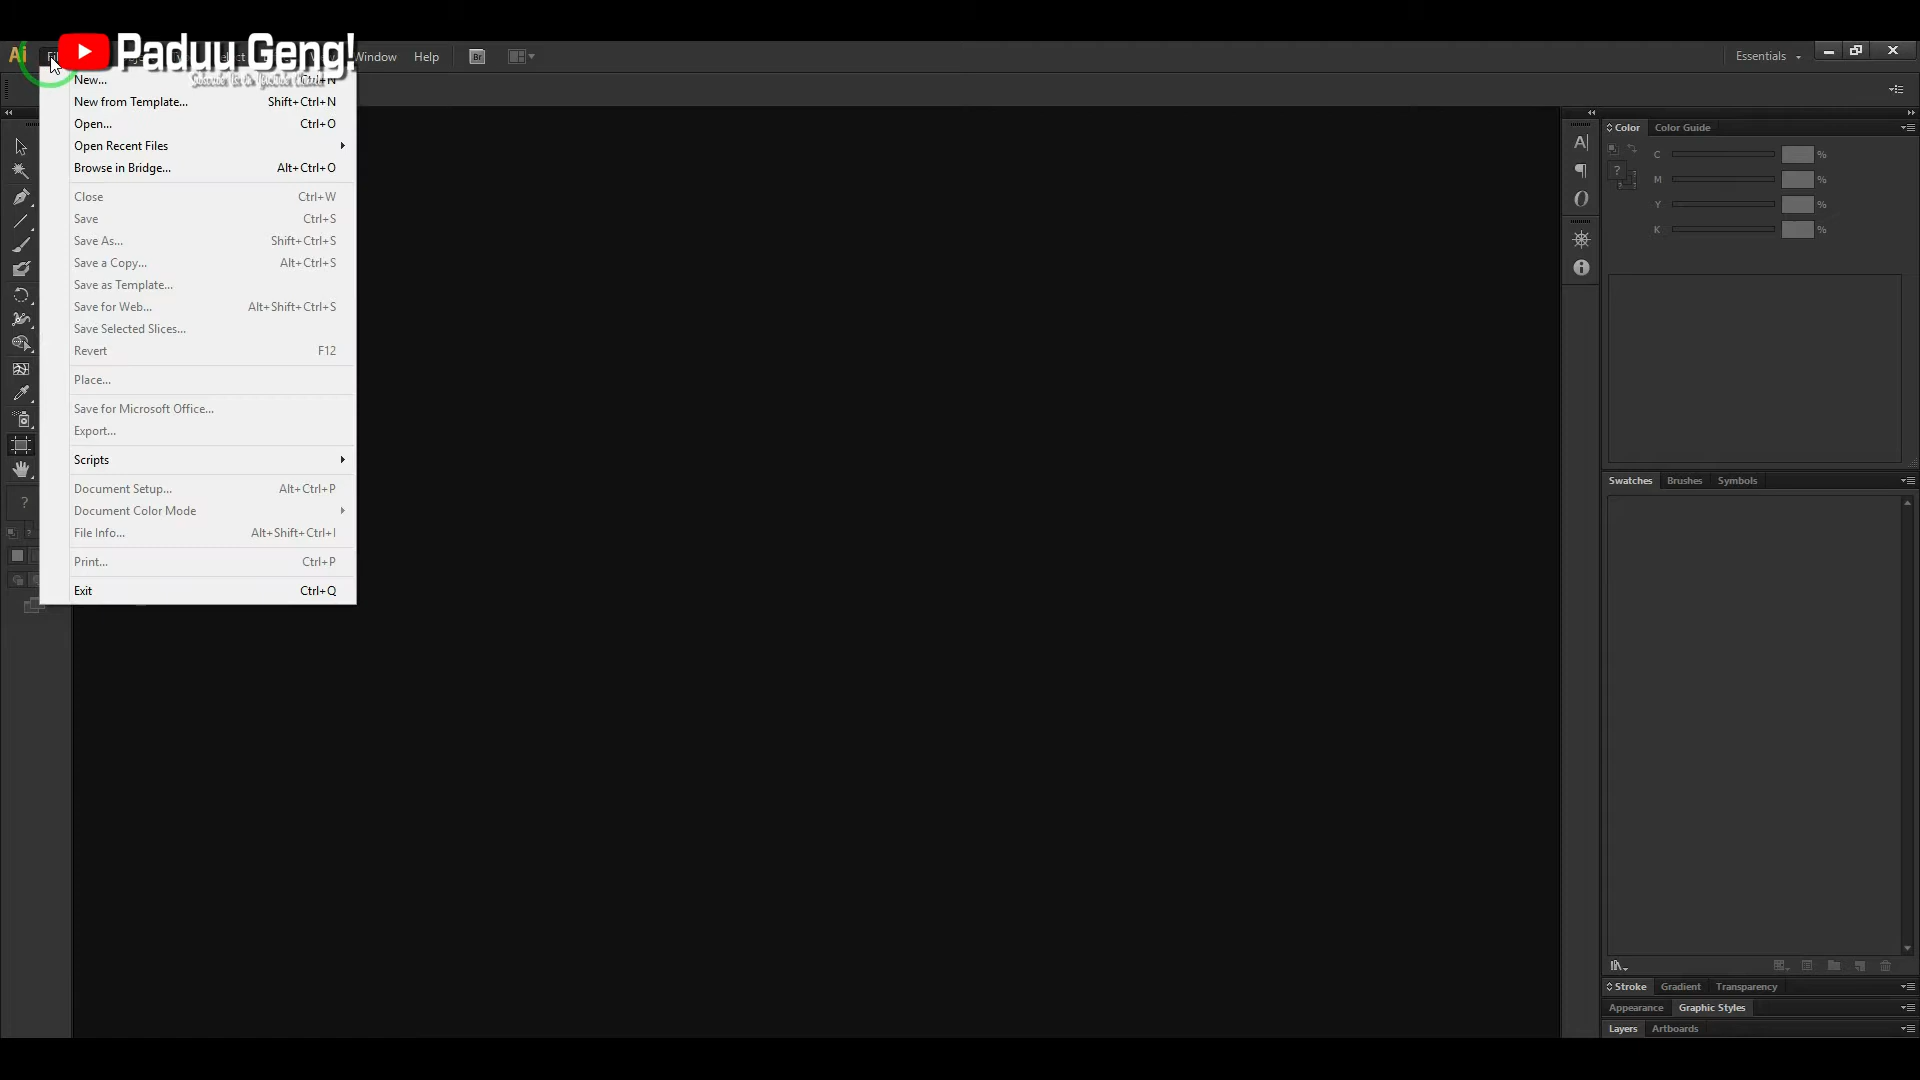 Ai
Paduu Geng!
Window Help Br Essentials
New... Ctrl+N
New from Template... Shift+Ctrl+N
Open... Ctrl+O
Open Recent Files
Browse in Bridge... Alt+Ctrl+O
Close Ctrl+W
Save Ctrl+S
Save As... Shift+Ctrl+S
Save a Copy... Alt+Ctrl+S
Save as Template...
Save for Web... Alt+Shift+Ctrl+S
Save Selected Slices...
Revert F12
Place...
Save for Microsoft Office...
Export...
Scripts
Document Setup... Alt+Ctrl+P
Document Color Mode
File Info... Alt+Shift+Ctrl+I
Print... Ctrl+P
Exit Ctrl+Q
Color Color Guide
C %
M %
Y %
K %
Swatches Brushes Symbols
Stroke Gradient Transparency
Appearance Graphic Styles
Layers Artboards